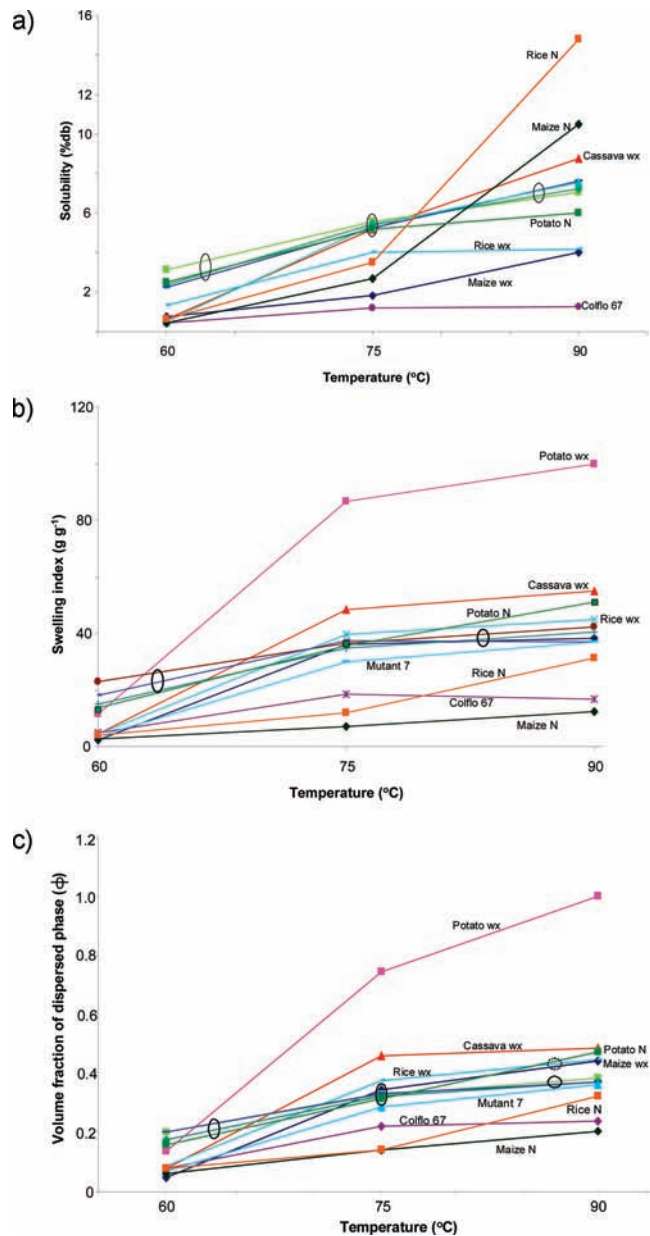 a)
16
14
12
10
8
6
4
2
Solubility (%db)
Rice N
Maize N
Cassava wx
Potato N
Rice wx
Maize wx
Colflo 67
60 75 90
Temperature (°C)
b)
120
80
40
0
Swelling index (g g⁻¹)
Potato wx
Cassava wx
Potato N
Rice wx
Mutant 7
Rice N
Colflo 67
Maize N
60 75 90
Temperature (°C)
c)
1.2
1.0
0.8
0.6
0.4
0.2
0
Volume fraction of dispersed phase (ϕ)
Potato wx
Cassava wx
Potato N
Rice wx
Maize wx
Mutant 7
Colflo 67
Rice N
Maize N
60 75 90
Temperature (°C)